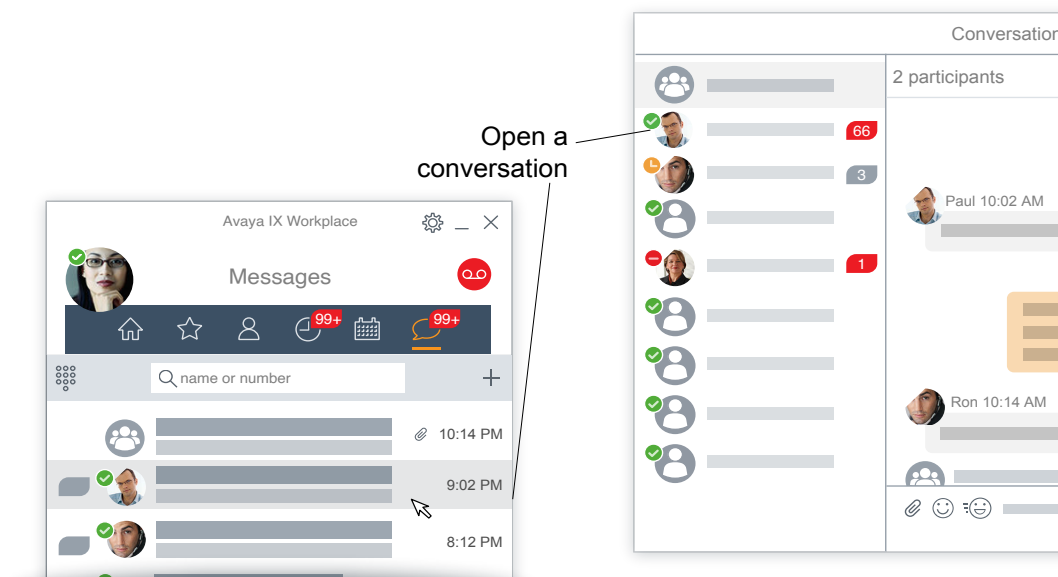 Conversation
2 participants
66
3
1
Paul 10:02 AM
Ron 10:14 AM
Open a
conversation
Avaya IX Workplace
Messages
99+
99+
name or number
10:14 PM
9:02 PM
8:12 PM